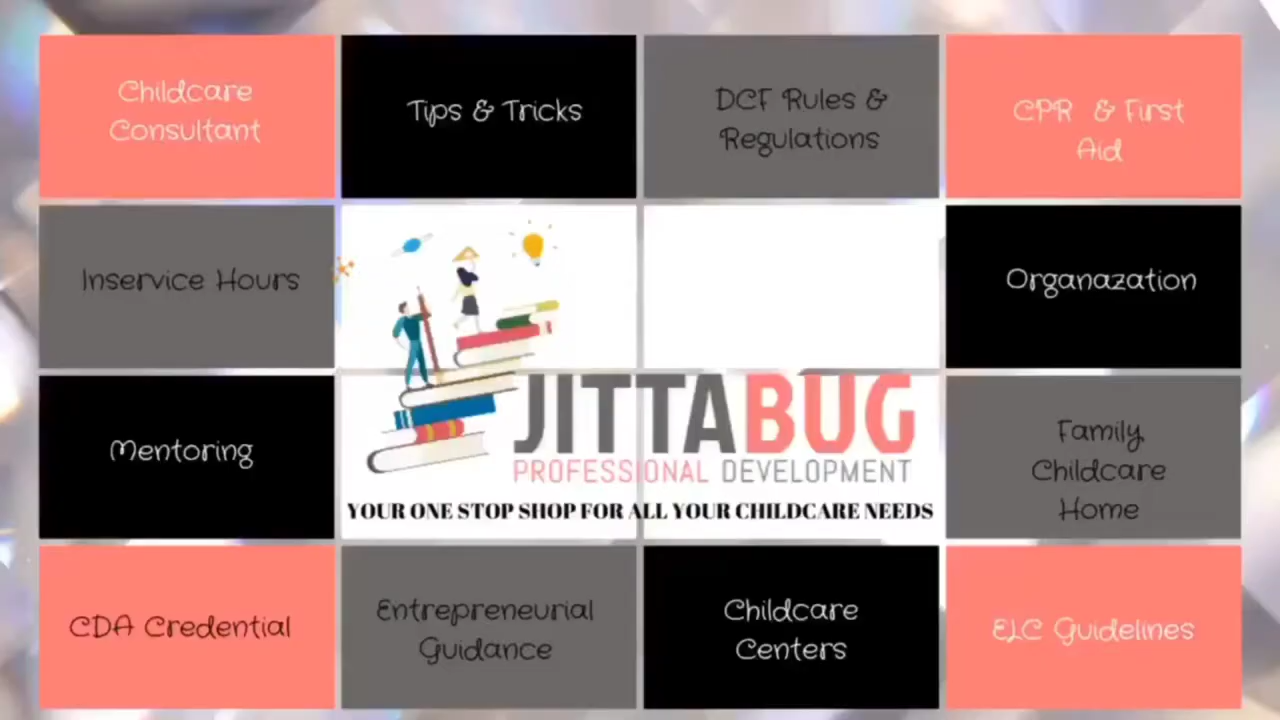 Childcare
Consultant
Tips & Tricks
DCF Rules &
Regulations
CPR & First
Aid
Inservice Hours
Organazation
Mentoring
JITTABUG
PROFESSIONAL DEVELOPMENT
YOUR ONE STOP SHOP FOR ALL YOUR CHILDCARE NEEDS
Family
Childcare
Home
CDA Credential
Entrepreneurial
Guidance
Childcare
Centers
ELC Guidelines